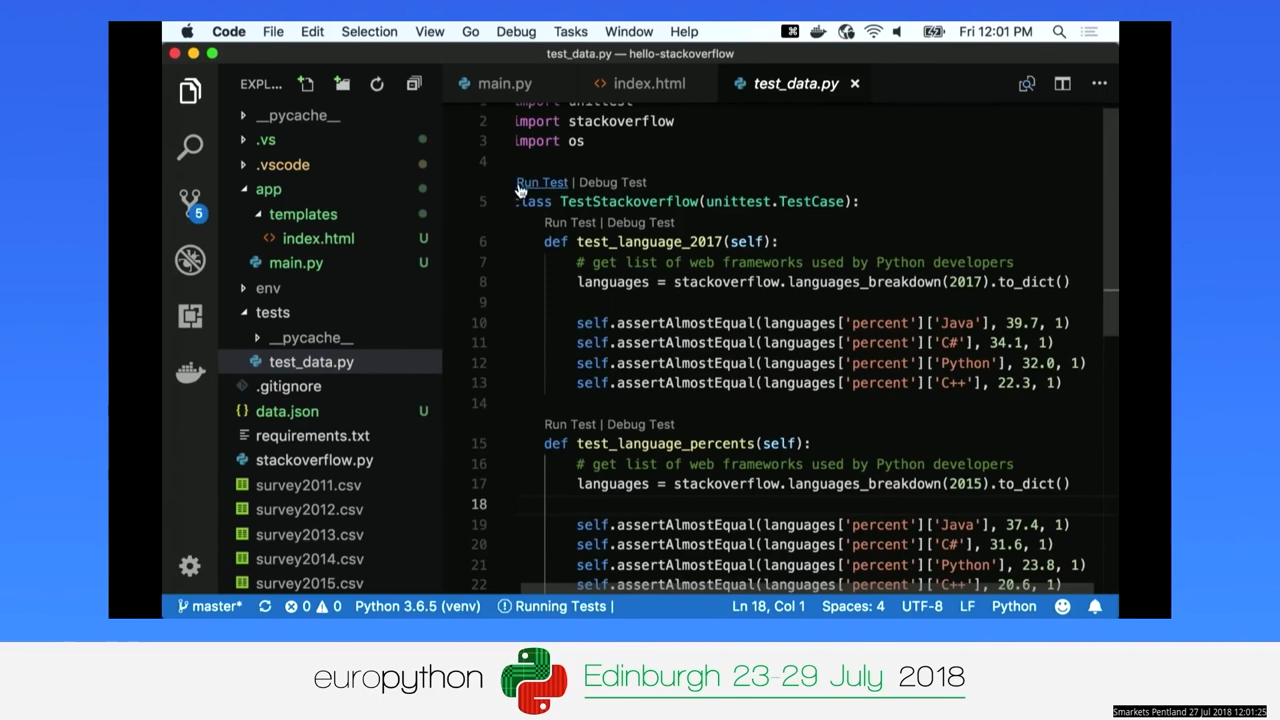 Code File Edit Selection View Go Debug Tasks Window Help Fri 12:01 PM
test_data.py — hello-stackoverflow
EXPL...
main.py
index.html
test_data.py
__pycache__
.vs
.vscode
app
templates
index.html U
main.py U
env
tests
__pycache__
test_data.py
.gitignore
data.json U
requirements.txt
stackoverflow.py
survey2011.csv
survey2012.csv
survey2013.csv
survey2014.csv
survey2015.csv
5
1 import unittest
2 import stackoverflow
3 import os
4
Run Test | Debug Test
5 class TestStackoverflow(unittest.TestCase):
Run Test | Debug Test
6 def test_language_2017(self):
7 # get list of web frameworks used by Python developers
8 languages = stackoverflow.languages_breakdown(2017).to_dict()
9
10 self.assertAlmostEqual(languages['percent']['Java'], 39.7, 1)
11 self.assertAlmostEqual(languages['percent']['C#'], 34.1, 1)
12 self.assertAlmostEqual(languages['percent']['Python'], 32.0, 1)
13 self.assertAlmostEqual(languages['percent']['C++'], 22.3, 1)
14
Run Test | Debug Test
15 def test_language_percents(self):
16 # get list of web frameworks used by Python developers
17 languages = stackoverflow.languages_breakdown(2015).to_dict()
18
19 self.assertAlmostEqual(languages['percent']['Java'], 37.4, 1)
20 self.assertAlmostEqual(languages['percent']['C#'], 31.6, 1)
21 self.assertAlmostEqual(languages['percent']['Python'], 23.8, 1)
22 self.assertAlmostEqual(languages['percent']['C++'], 20.6, 1)
master* 0 0 Python 3.6.5 (venv) Running Tests | Ln 18, Col 1 Spaces: 4 UTF-8 LF Python
europython Edinburgh 23-29 July 2018
Smarkets Pentland 27 Jul 2018 12:01:25